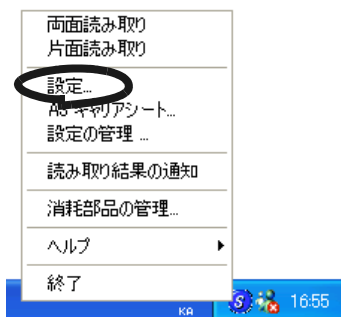 両面読み取り
片面読み取り
設定...
A3 キャリアシート...
設定の管理 ...
読み取り結果の通知
消耗部品の管理...
ヘルプ
終了
KA
S
16:55